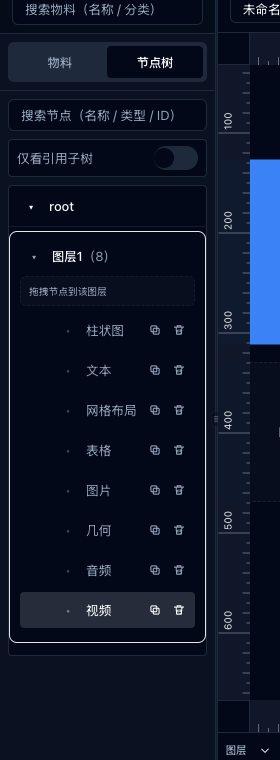 搜索物料（名称 / 分类）
未命名
物料
节点树
搜索节点（名称 / 类型 / ID）
仅看引用子树
root
图层1（8）
拖拽节点到该图层
柱状图
文本
网格布局
表格
图片
几何
音频
视频
100
200
300
400
500
600
图层